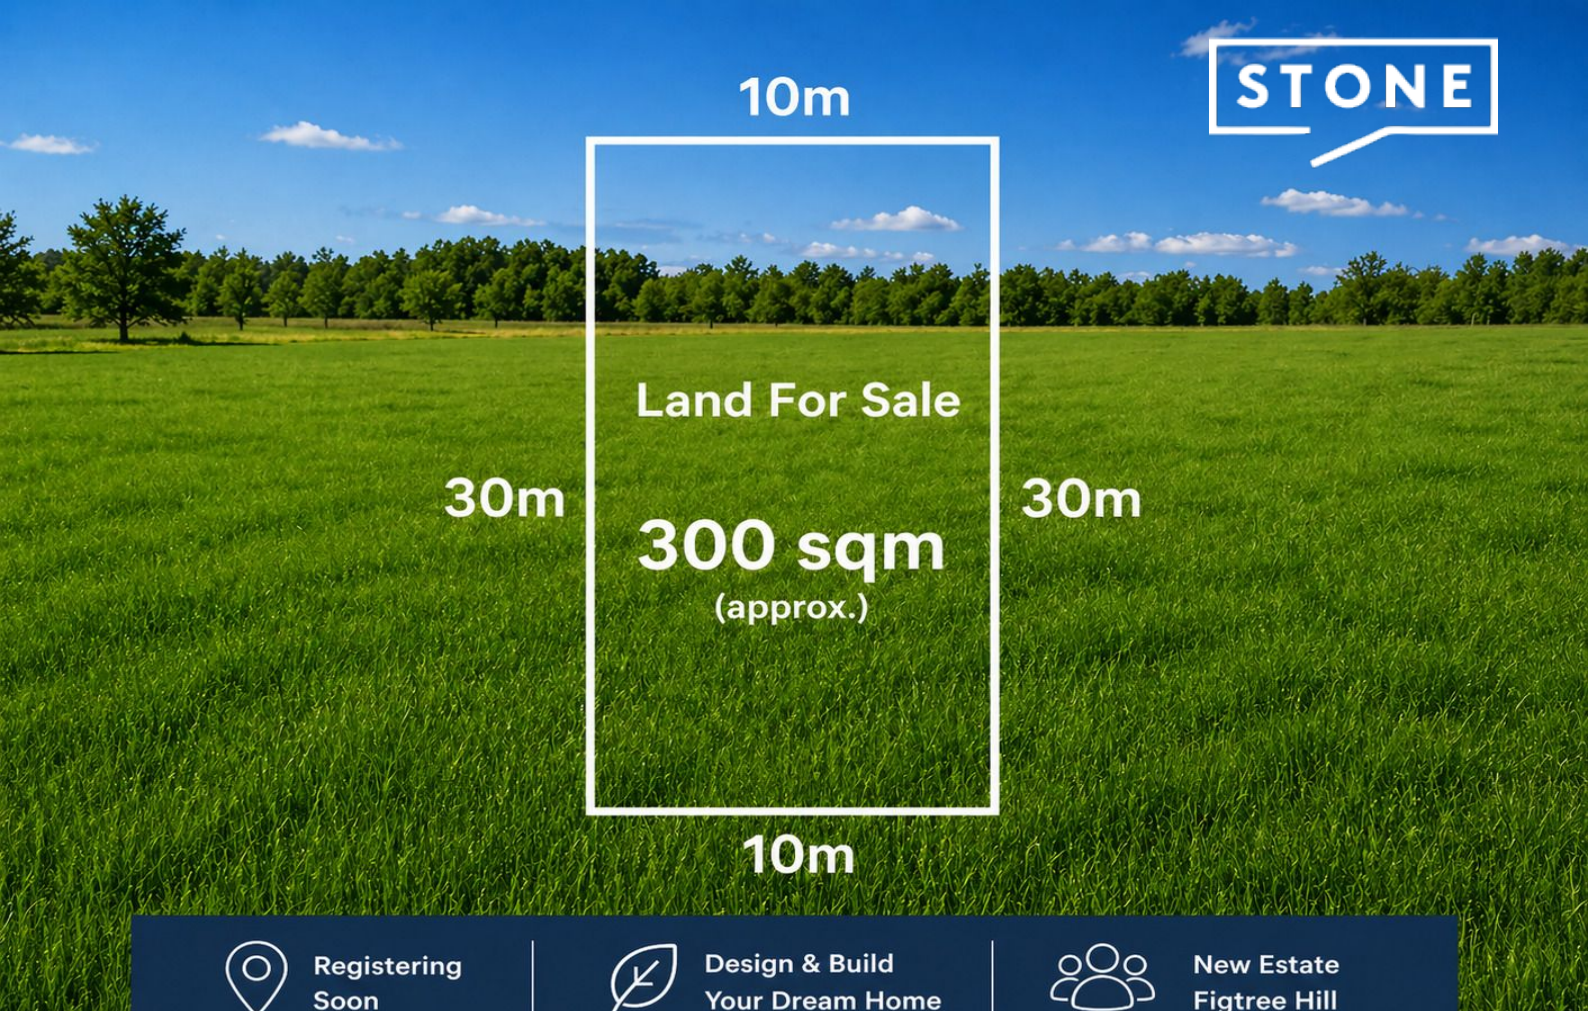 STONE
10m
Land For Sale
30m
30m
300 sqm
(approx.)
10m
Registering
Soon
Design & Build
Your Dream Home
New Estate
Figtree Hill